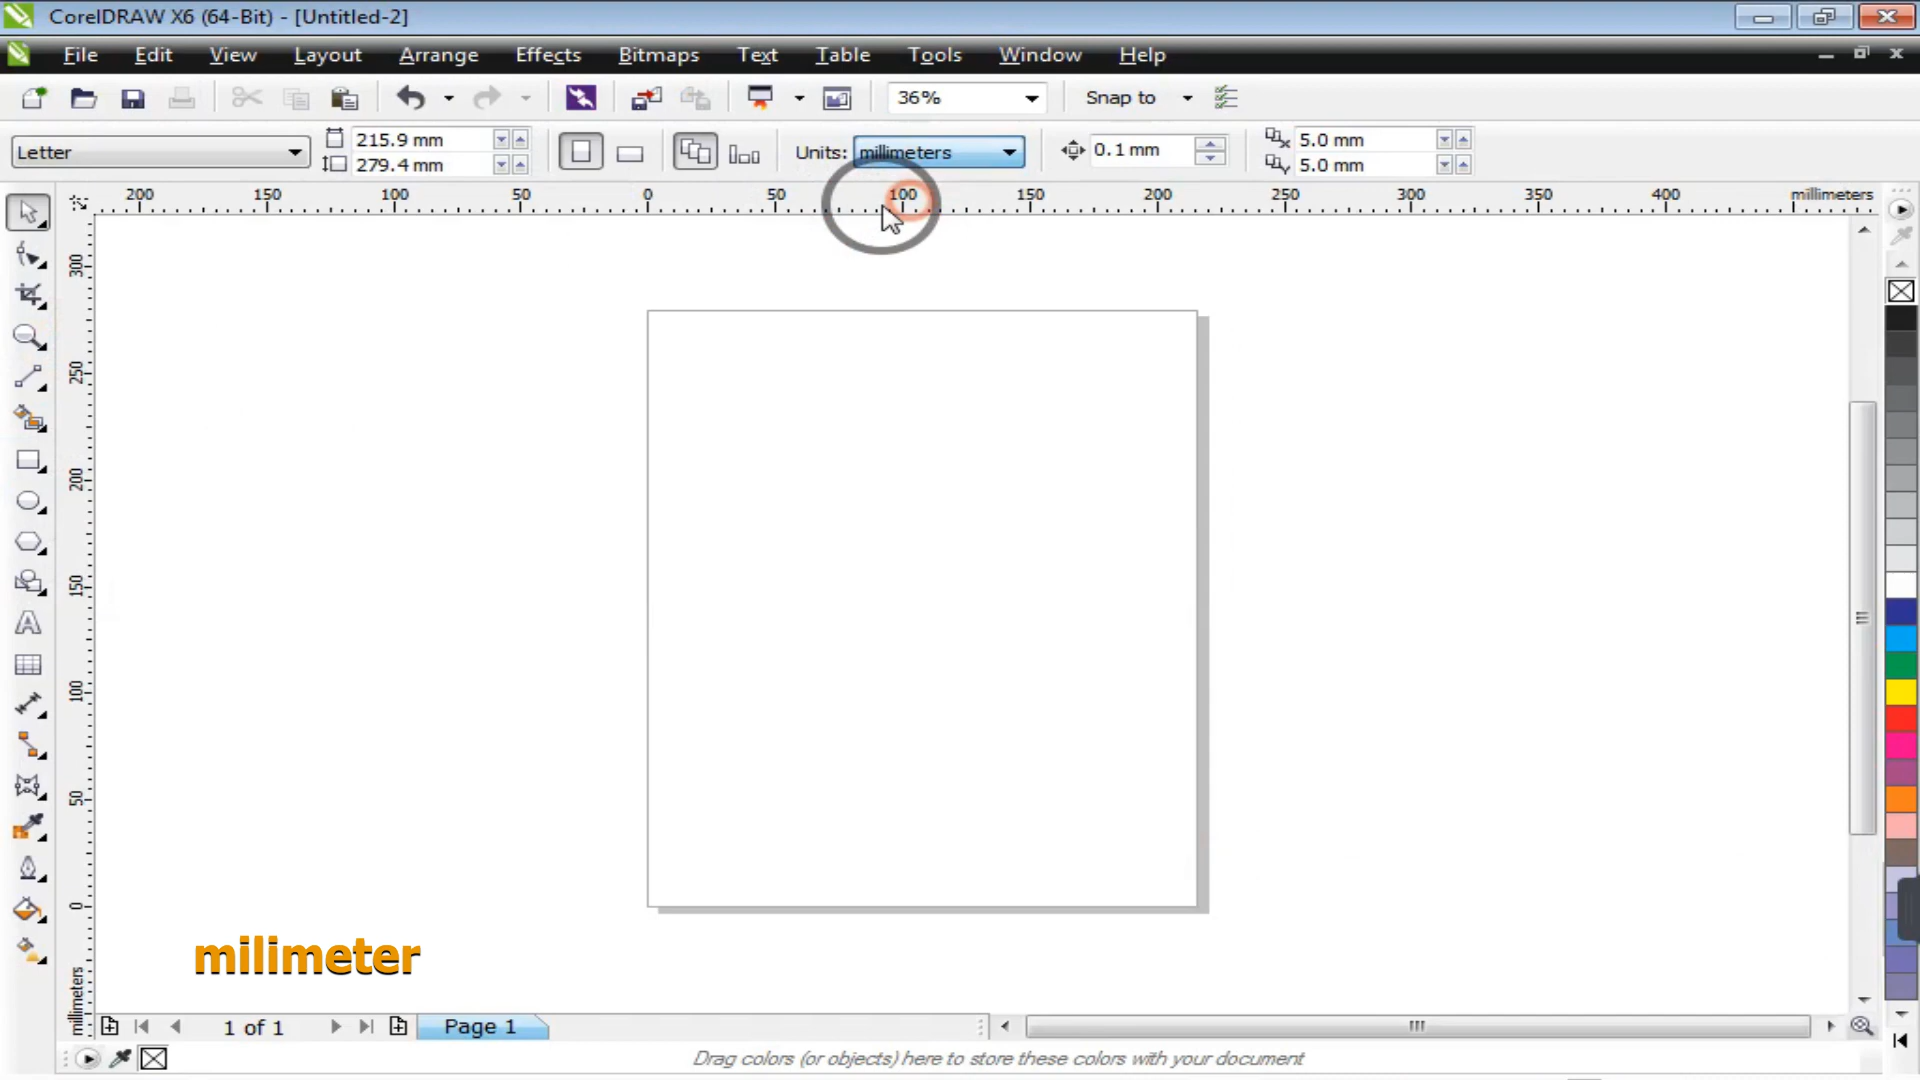 CorelDRAW X6 (64-Bit) - [Untitled-2]
File Edit View Layout Arrange Effects Bitmaps Text Table Tools Window Help
36% Snap to
Letter 215.9 mm 279.4 mm Units: millimeters 0.1 mm 5.0 mm 5.0 mm
200 150 100 50 0 50 100 150 200 250 300 350 400 millimeters
300
250
200
150
100
50
0
millimeters
milimeter
1 of 1 Page 1
Drag colors (or objects) here to store these colors with your document